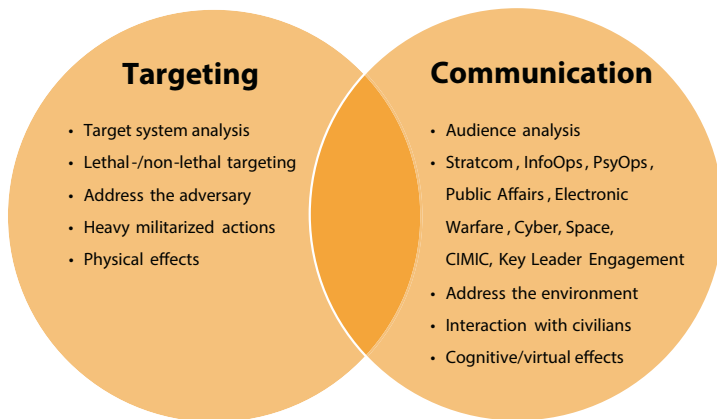 Targeting
• Target system analysis
• Lethal-/non-lethal targeting
• Address the adversary
• Heavy militarized actions
• Physical effects
Communication
• Audience analysis
• Stratcom, InfoOps, PsyOps,
Public Affairs, Electronic
Warfare, Cyber, Space,
CIMIC, Key Leader Engagement
• Address the environment
• Interaction with civilians
• Cognitive/virtual effects